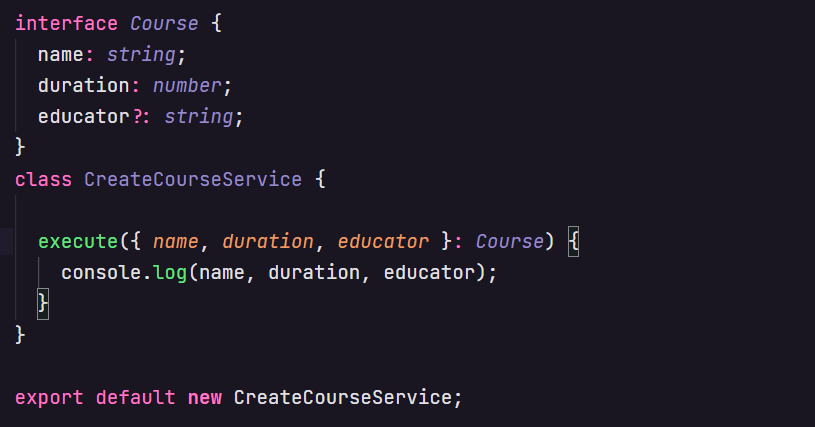 interface Course {
  name: string;
  duration: number;
  educator?: string;
}
class CreateCourseService {

  execute({ name, duration, educator }: Course) {
    console.log(name, duration, educator);
  }
}

export default new CreateCourseService;